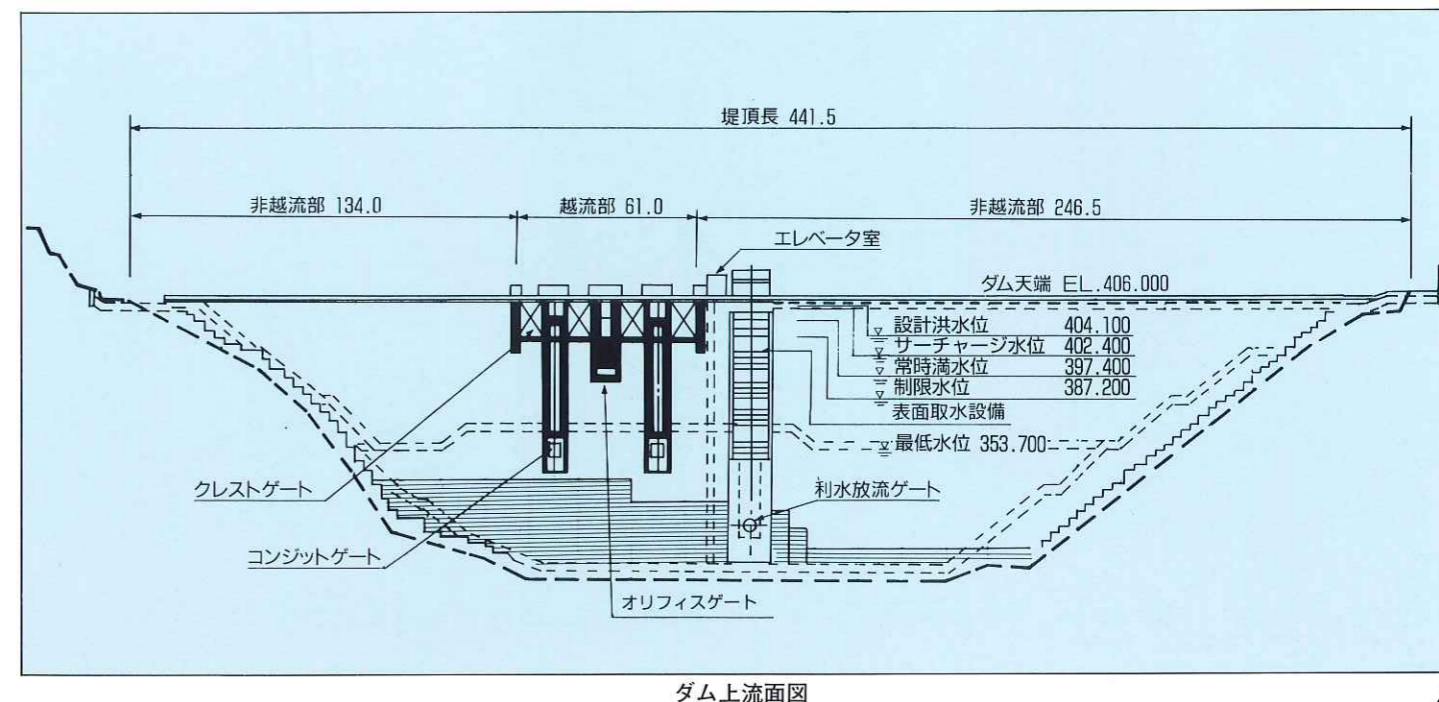 堤頂長 441.5
非越流部 134.0
越流部 61.0
非越流部 246.5
エレベータ室
ダム天端 EL.406.000
設計洪水位 404.100
サーチャージ水位 402.400
常時満水位 397.400
制限水位 387.200
表面取水設備
最低水位 353.700
クレストゲート
利水放流ゲート
コンジットゲート
オリフィスゲート
ダム上流面図